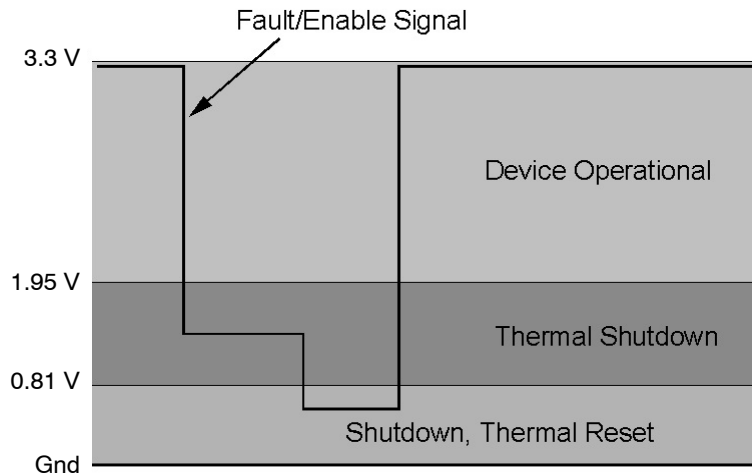 Fault/Enable Signal
3.3 V
Device Operational
1.95 V
Thermal Shutdown
0.81 V
Shutdown, Thermal Reset
Gnd